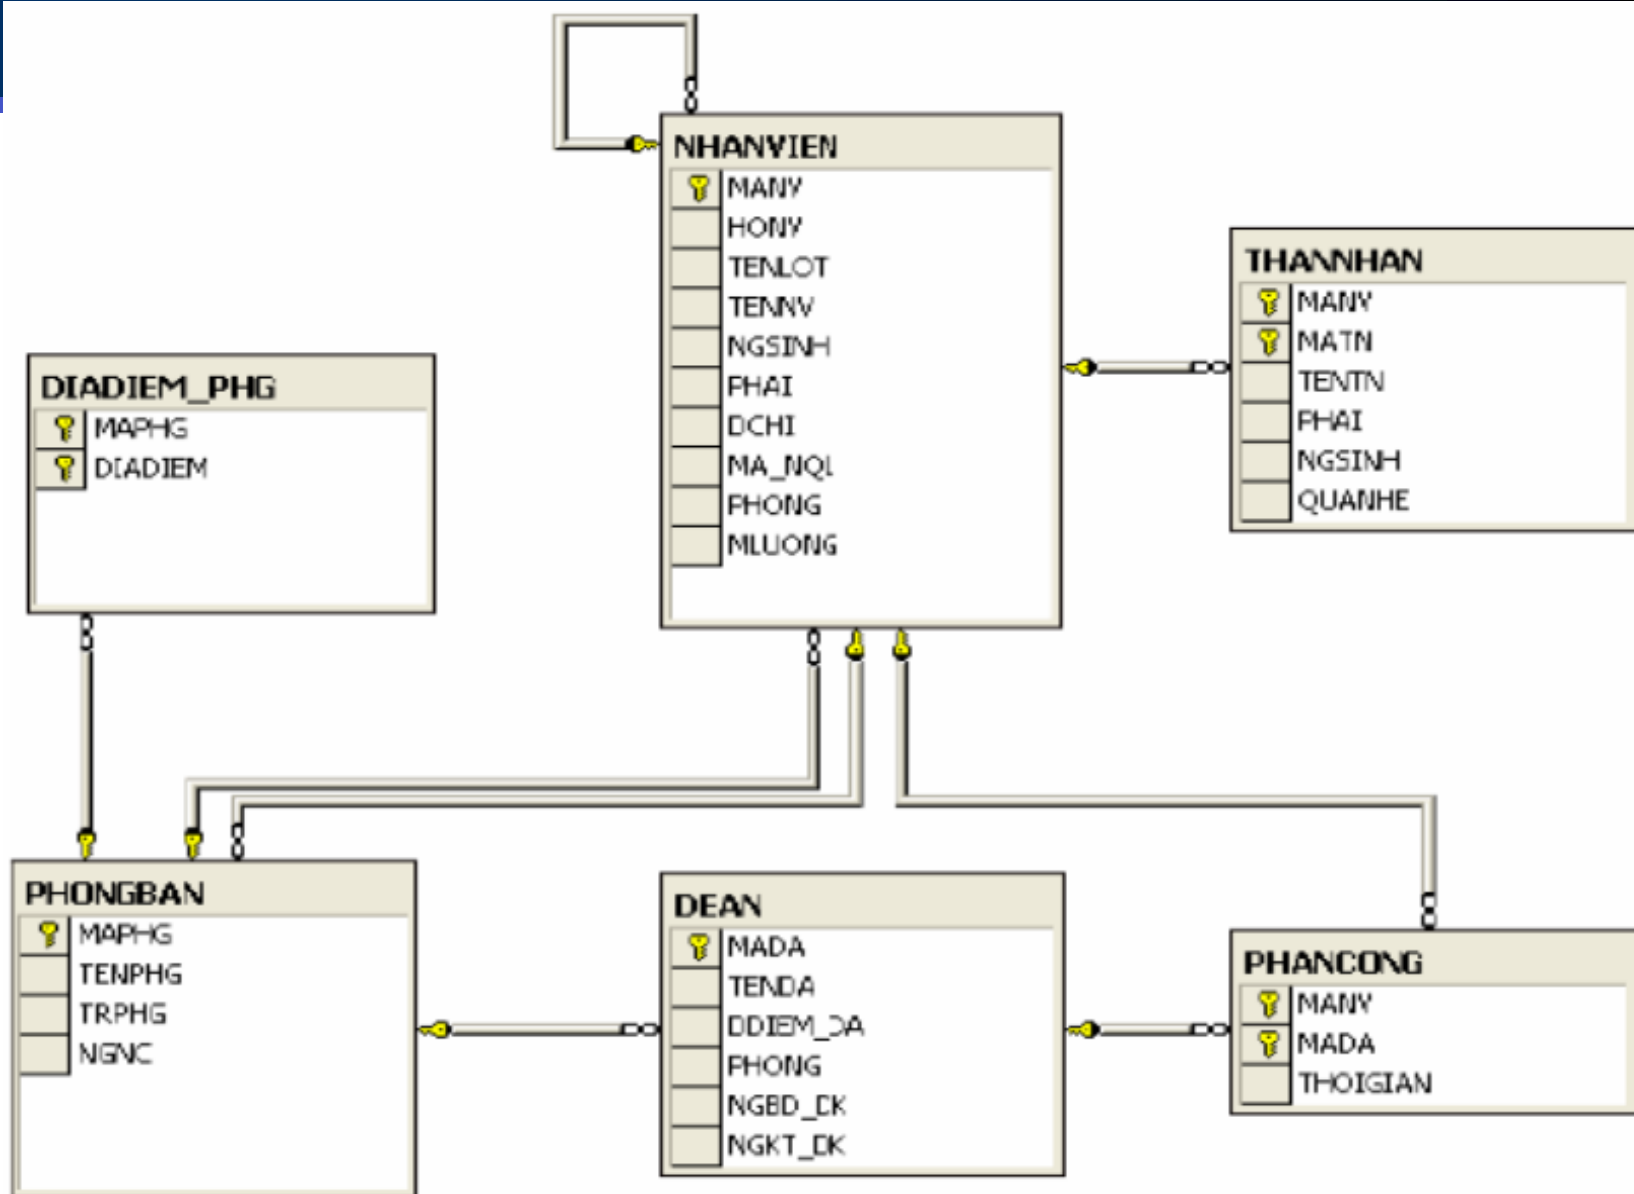 NHANVIEN
MANV
HONV
TENLOT
TENNV
NGSINH
PHAI
DCHI
MA_NQL
PHONG
MLUONG
THANNHAN
MANV
MATN
TENTN
PHAI
NGSINH
QUANHE
DIADIEM_PHG
MAPHG
DIADIEM
PHONGBAN
MAPHG
TENPHG
TRPHG
NGNC
DEAN
MADA
TENDA
DDIEM_DA
PHONG
NGBD_DK
NGKT_DK
PHANCONG
MANV
MADA
THOIGIAN